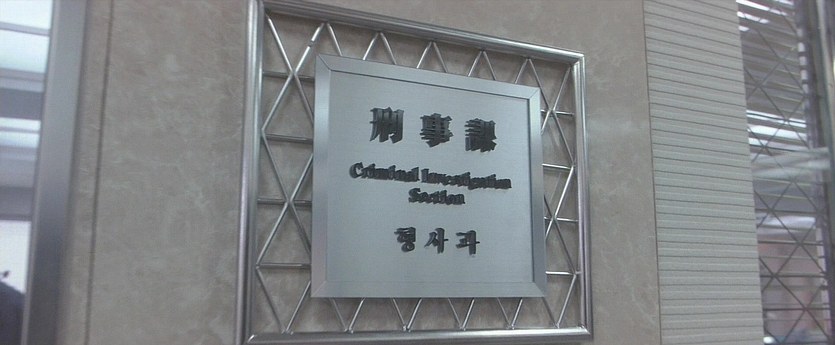 刑事課
Criminal Investigation
Section
형사과